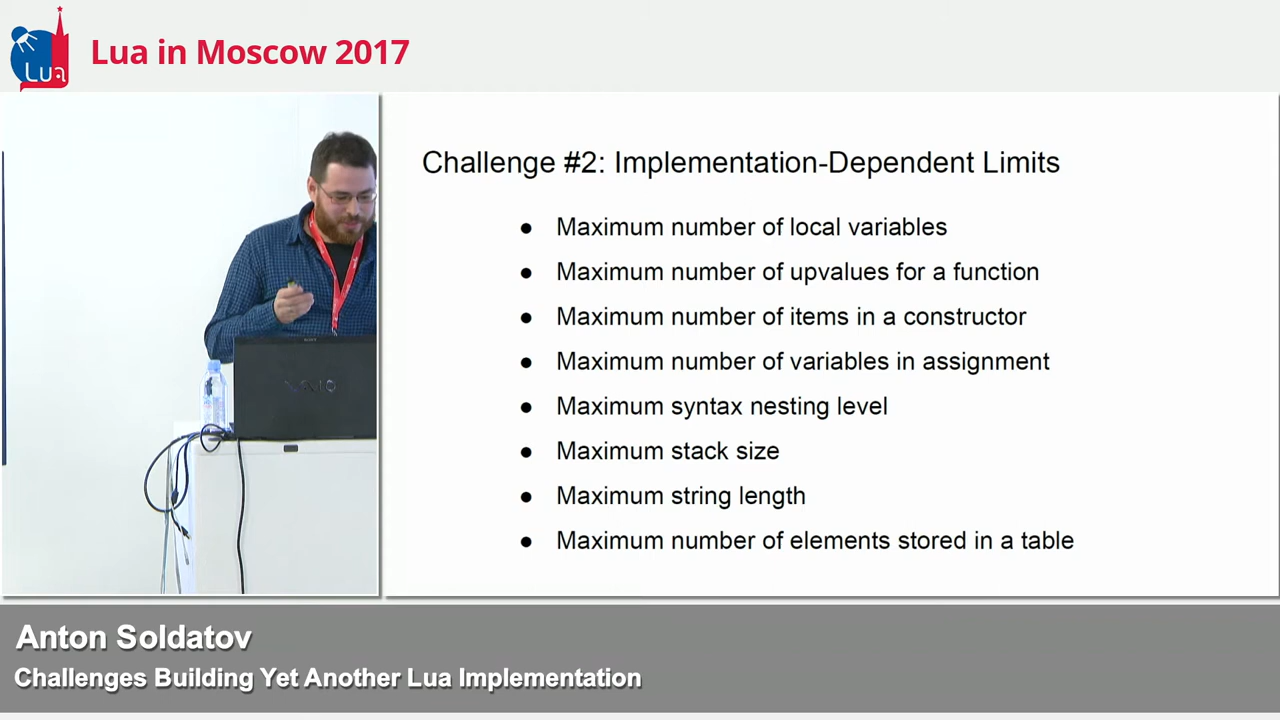 Lua
Lua in Moscow 2017
Challenge #2: Implementation-Dependent Limits
● Maximum number of local variables
● Maximum number of upvalues for a function
● Maximum number of items in a constructor
● Maximum number of variables in assignment
● Maximum syntax nesting level
● Maximum stack size
● Maximum string length
● Maximum number of elements stored in a table
VAIO
Anton Soldatov
Challenges Building Yet Another Lua Implementation